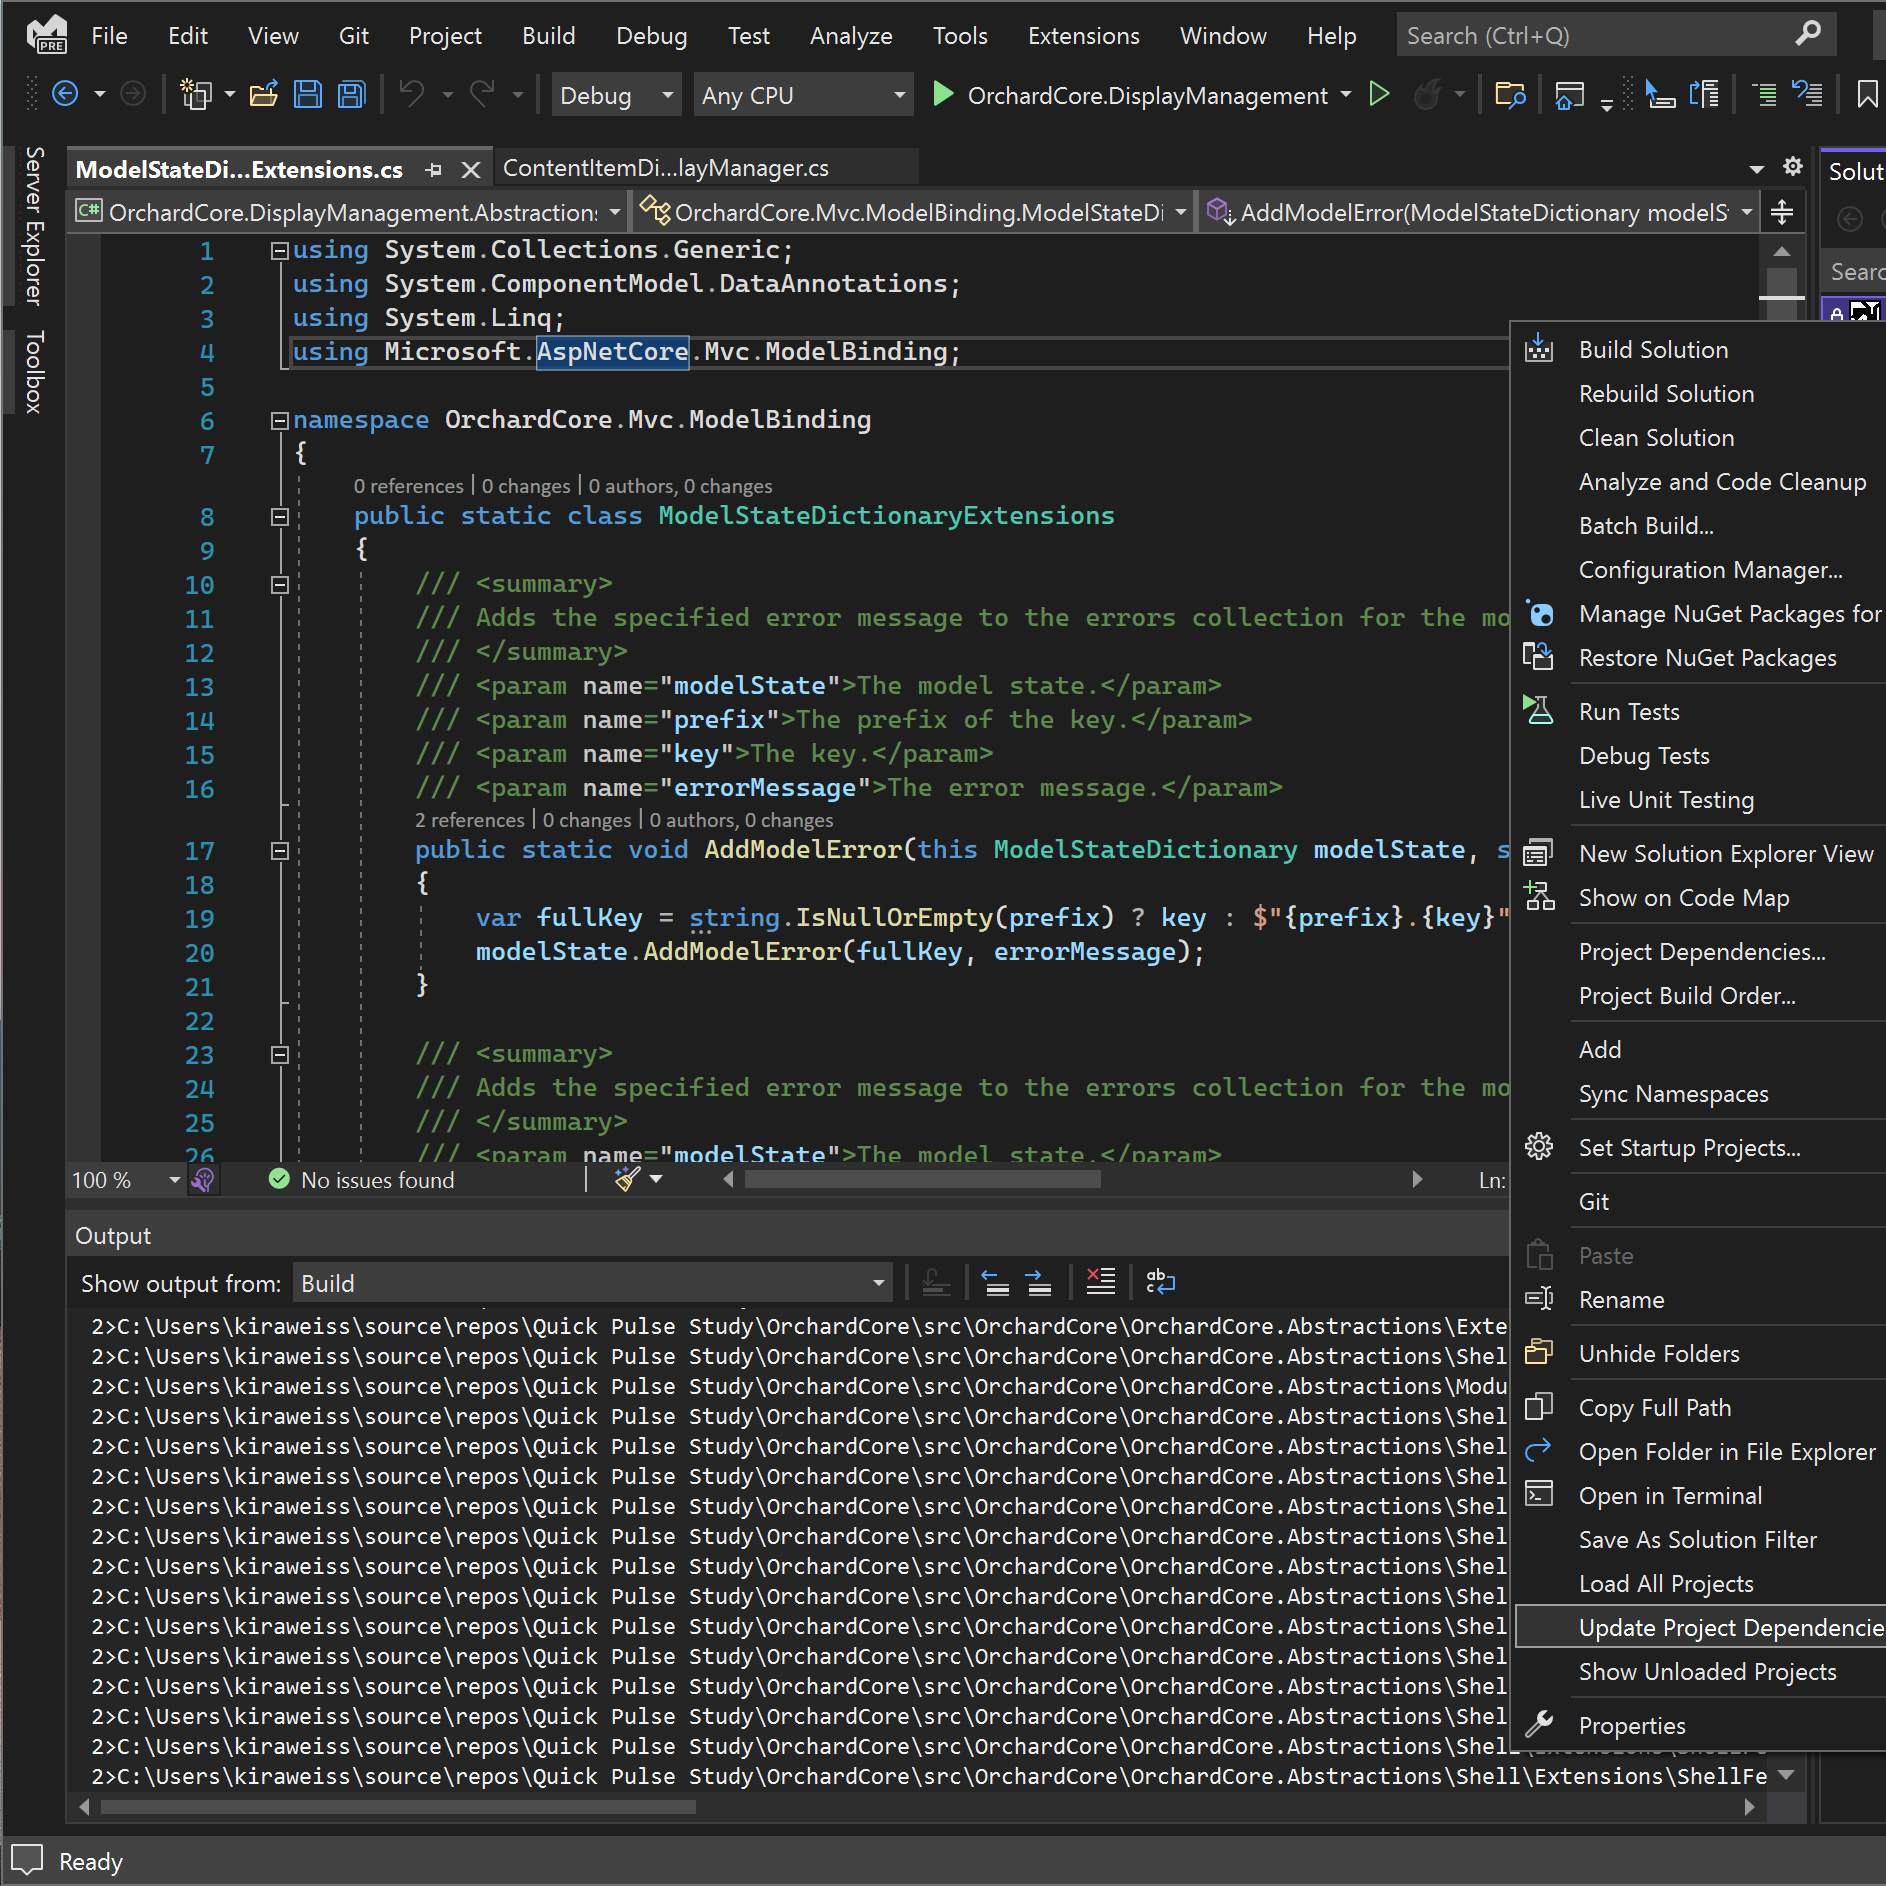 PRE
File Edit View Git Project Build Debug Test Analyze Tools Extensions Window Help Search (Ctrl+Q)
Debug Any CPU OrchardCore.DisplayManagement
Server Explorer
Toolbox
ModelStateDi...Extensions.cs ContentItemDi...layManager.cs
C# OrchardCore.DisplayManagement.Abstractions OrchardCore.Mvc.ModelBinding.ModelStateDi AddModelError(ModelStateDictionary modelS
1 using System.Collections.Generic;
2 using System.ComponentModel.DataAnnotations;
3 using System.Linq;
4 using Microsoft.AspNetCore.Mvc.ModelBinding;
5
6 namespace OrchardCore.Mvc.ModelBinding
7 {
0 references | 0 changes | 0 authors, 0 changes
8 public static class ModelStateDictionaryExtensions
9 {
10 /// <summary>
11 /// Adds the specified error message to the errors collection for the mo
12 /// </summary>
13 /// <param name="modelState">The model state.</param>
14 /// <param name="prefix">The prefix of the key.</param>
15 /// <param name="key">The key.</param>
16 /// <param name="errorMessage">The error message.</param>
2 references | 0 changes | 0 authors, 0 changes
17 public static void AddModelError(this ModelStateDictionary modelState, s
18 {
19 var fullKey = string.IsNullOrEmpty(prefix) ? key : $"{prefix}.{key}"
20 modelState.AddModelError(fullKey, errorMessage);
21 }
22
23 /// <summary>
24 /// Adds the specified error message to the errors collection for the mo
25 /// </summary>
26 /// <param name="modelState">The model state.</param>
100 % No issues found Ln:
Output
Show output from: Build
2>C:\Users\kiraweiss\source\repos\Quick Pulse Study\OrchardCore\src\OrchardCore\OrchardCore.Abstractions\Exte
2>C:\Users\kiraweiss\source\repos\Quick Pulse Study\OrchardCore\src\OrchardCore\OrchardCore.Abstractions\Shel
2>C:\Users\kiraweiss\source\repos\Quick Pulse Study\OrchardCore\src\OrchardCore\OrchardCore.Abstractions\Modu
2>C:\Users\kiraweiss\source\repos\Quick Pulse Study\OrchardCore\src\OrchardCore\OrchardCore.Abstractions\Shel
2>C:\Users\kiraweiss\source\repos\Quick Pulse Study\OrchardCore\src\OrchardCore\OrchardCore.Abstractions\Shel
2>C:\Users\kiraweiss\source\repos\Quick Pulse Study\OrchardCore\src\OrchardCore\OrchardCore.Abstractions\Shel
2>C:\Users\kiraweiss\source\repos\Quick Pulse Study\OrchardCore\src\OrchardCore\OrchardCore.Abstractions\Shel
2>C:\Users\kiraweiss\source\repos\Quick Pulse Study\OrchardCore\src\OrchardCore\OrchardCore.Abstractions\Shel
2>C:\Users\kiraweiss\source\repos\Quick Pulse Study\OrchardCore\src\OrchardCore\OrchardCore.Abstractions\Shel
2>C:\Users\kiraweiss\source\repos\Quick Pulse Study\OrchardCore\src\OrchardCore\OrchardCore.Abstractions\Shel
2>C:\Users\kiraweiss\source\repos\Quick Pulse Study\OrchardCore\src\OrchardCore\OrchardCore.Abstractions\Shel
2>C:\Users\kiraweiss\source\repos\Quick Pulse Study\OrchardCore\src\OrchardCore\OrchardCore.Abstractions\Shel
2>C:\Users\kiraweiss\source\repos\Quick Pulse Study\OrchardCore\src\OrchardCore\OrchardCore.Abstractions\Shel
2>C:\Users\kiraweiss\source\repos\Quick Pulse Study\OrchardCore\src\OrchardCore\OrchardCore.Abstractions\Shel
2>C:\Users\kiraweiss\source\repos\Quick Pulse Study\OrchardCore\src\OrchardCore\OrchardCore.Abstractions\Shel
2>C:\Users\kiraweiss\source\repos\Quick Pulse Study\OrchardCore\src\OrchardCore\OrchardCore.Abstractions\Shell\Extensions\ShellFe
Ready
Solut
Searc
Build Solution
Rebuild Solution
Clean Solution
Analyze and Code Cleanup
Batch Build...
Configuration Manager...
Manage NuGet Packages for
Restore NuGet Packages
Run Tests
Debug Tests
Live Unit Testing
New Solution Explorer View
Show on Code Map
Project Dependencies...
Project Build Order...
Add
Sync Namespaces
Set Startup Projects...
Git
Paste
Rename
Unhide Folders
Copy Full Path
Open Folder in File Explorer
Open in Terminal
Save As Solution Filter
Load All Projects
Update Project Dependencie
Show Unloaded Projects
Properties